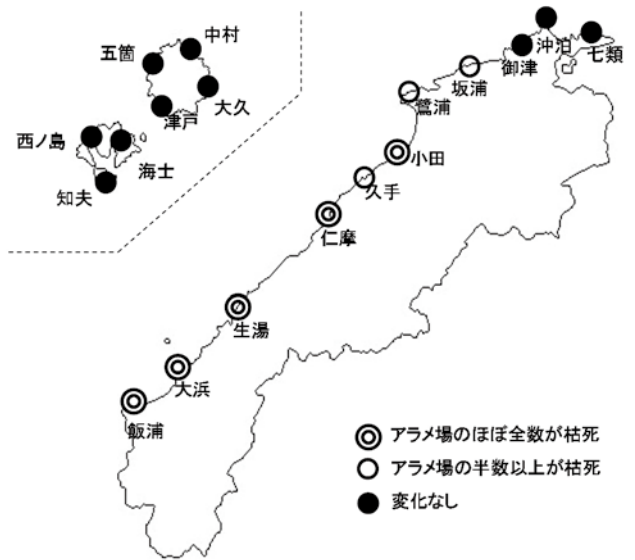 中村
五箇
大久
津戸
西ノ島
海士
知夫
沖泊
七類
御津
坂浦
鷺浦
小田
久手
仁摩
生湯
大浜
飯浦
アラメ場のほぼ全数が枯死
アラメ場の半数以上が枯死
変化なし